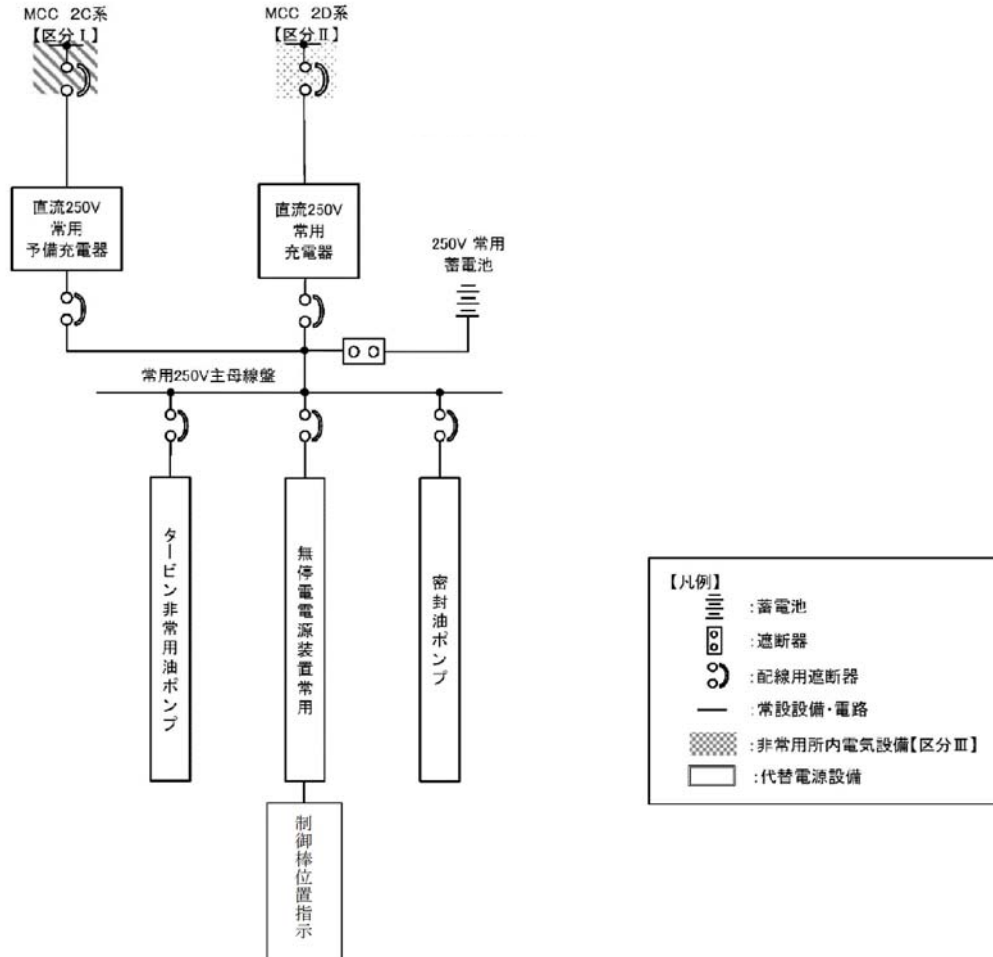 MCC 2C系
【区分Ⅰ】
MCC 2D系
【区分Ⅱ】
直流250V
常用
予備充電器
直流250V
常用
充電器
250V 常用
蓄電池
常用250V主母線盤
タービン非常用油ポンプ
無停電電源装置常用
密封油ポンプ
制御棒位置指示
【凡例】
:蓄電池
:遮断器
:配線用遮断器
:常設設備・電路
:非常用所内電気設備【区分Ⅲ】
:代替電源設備